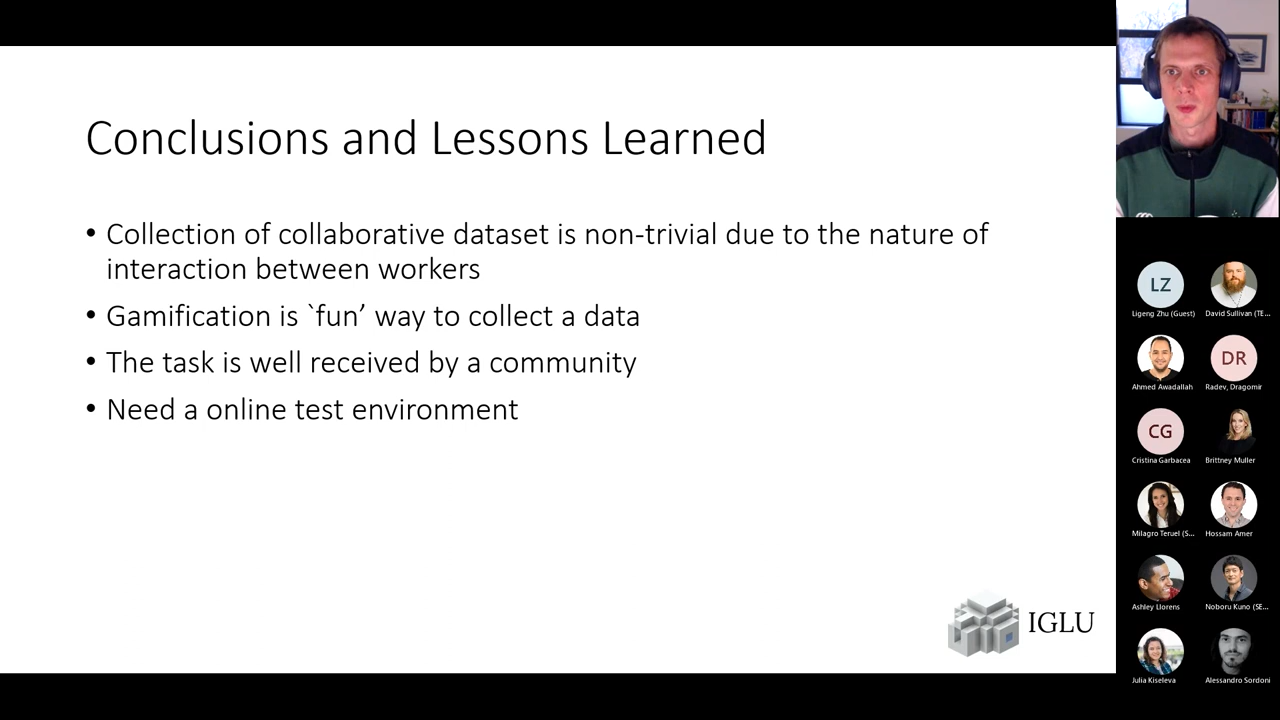 Conclusions and Lessons Learned
• Collection of collaborative dataset is non-trivial due to the nature of
interaction between workers
• Gamification is `fun’ way to collect a data
• The task is well received by a community
• Need a online test environment
IGLU
LZ
Ligeng Zhu (Guest)
David Sullivan (TE...
Ahmed Awadallah
DR
Radev, Dragomir
CG
Cristina Garbacea
Brittney Muller
Milagro Teruel (S...
Hossam Amer
Ashley Llorens
Noboru Kuno (SE...
Julia Kiseleva
Alessandro Sordoni